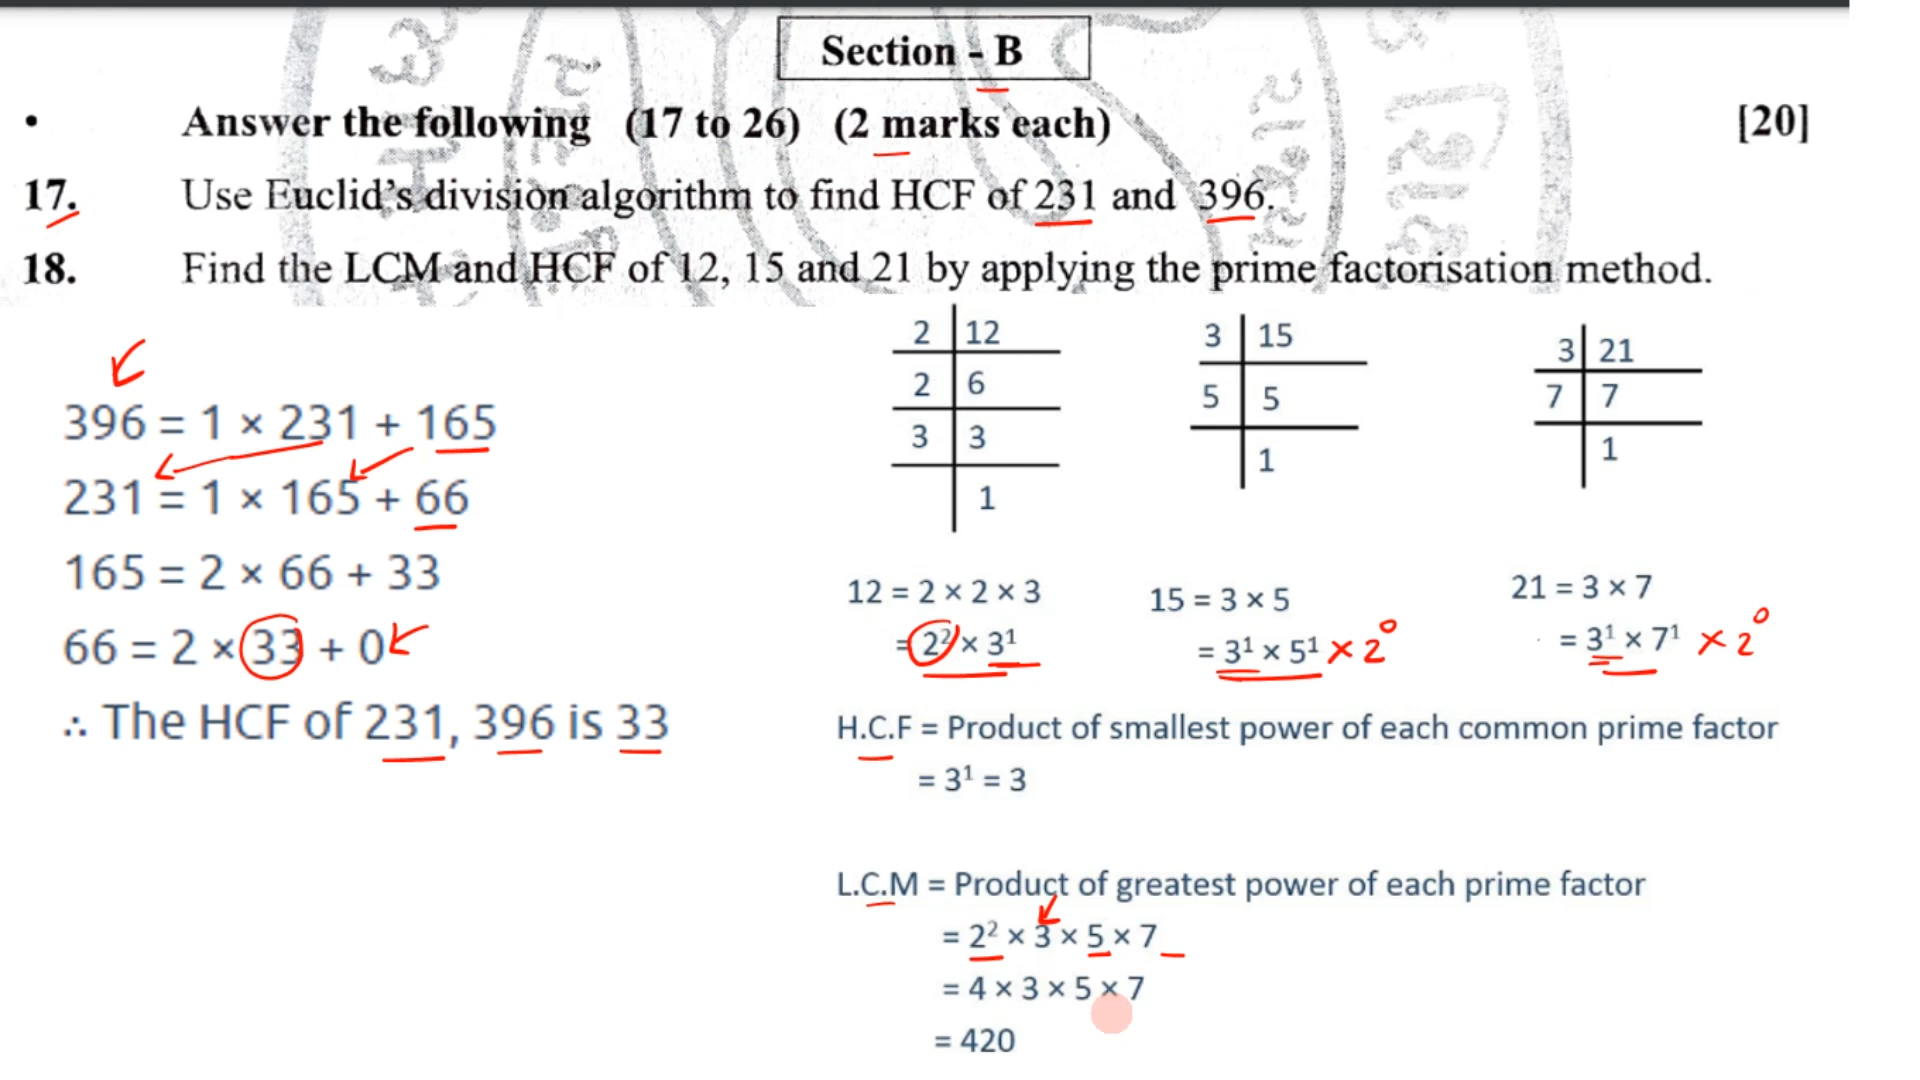 Section - B
• Answer the following (17 to 26) (2 marks each) [20]
17. Use Euclid's division algorithm to find HCF of 231 and 396.
18. Find the LCM and HCF of 12, 15 and 21 by applying the prime factorisation method.
396 = 1 × 231 + 165
231 = 1 × 165 + 66
165 = 2 × 66 + 33
66 = 2 × 33 + 0
∴ The HCF of 231, 396 is 33
2 12
2 6
3 3
1
3 15
5 5
1
3 21
7 7
1
12 = 2 × 2 × 3
= 2² × 3¹
15 = 3 × 5
= 3¹ × 5¹ × 2⁰
21 = 3 × 7
= 3¹ × 7¹ × 2⁰
H.C.F = Product of smallest power of each common prime factor
= 3¹ = 3
L.C.M = Product of greatest power of each prime factor
= 2² × 3 × 5 × 7
= 4 × 3 × 5 × 7
= 420